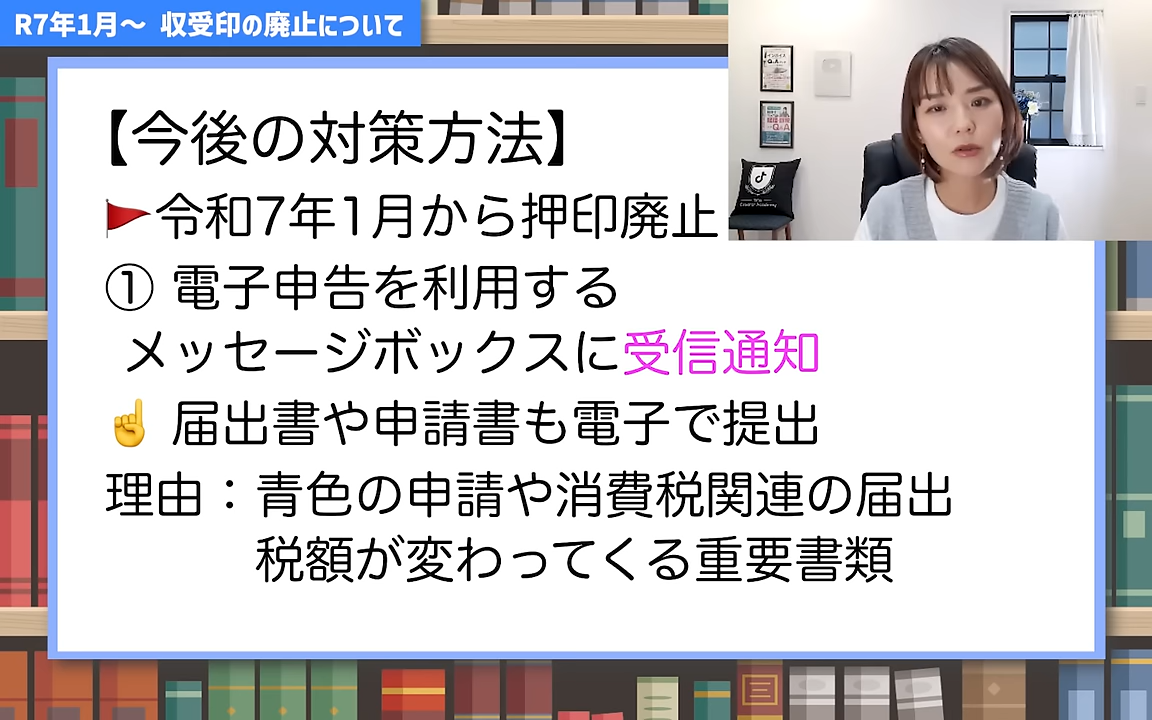 R7年1月～ 収受印の廃止について
【今後の対策方法】
令和7年1月から押印廃止
① 電子申告を利用する
メッセージボックスに受信通知
届出書や申請書も電子で提出
理由：青色の申請や消費税関連の届出
税額が変わってくる重要書類